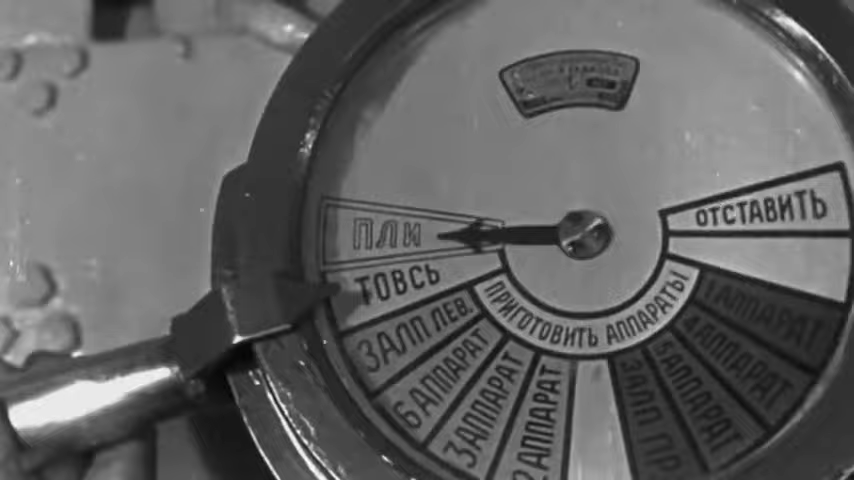 ПЛИ
ТОВСЬ
ЗАЛП ЛЕВ.
6 АППАРАТ
3 АППАРАТ
2 АППАРАТ
ЗАЛП ПР
5 АППАРАТ
4 АППАРАТ
1 АППАРАТ
ОТСТАВИТЬ
ПРИГОТОВИТЬ АППАРАТЫ!